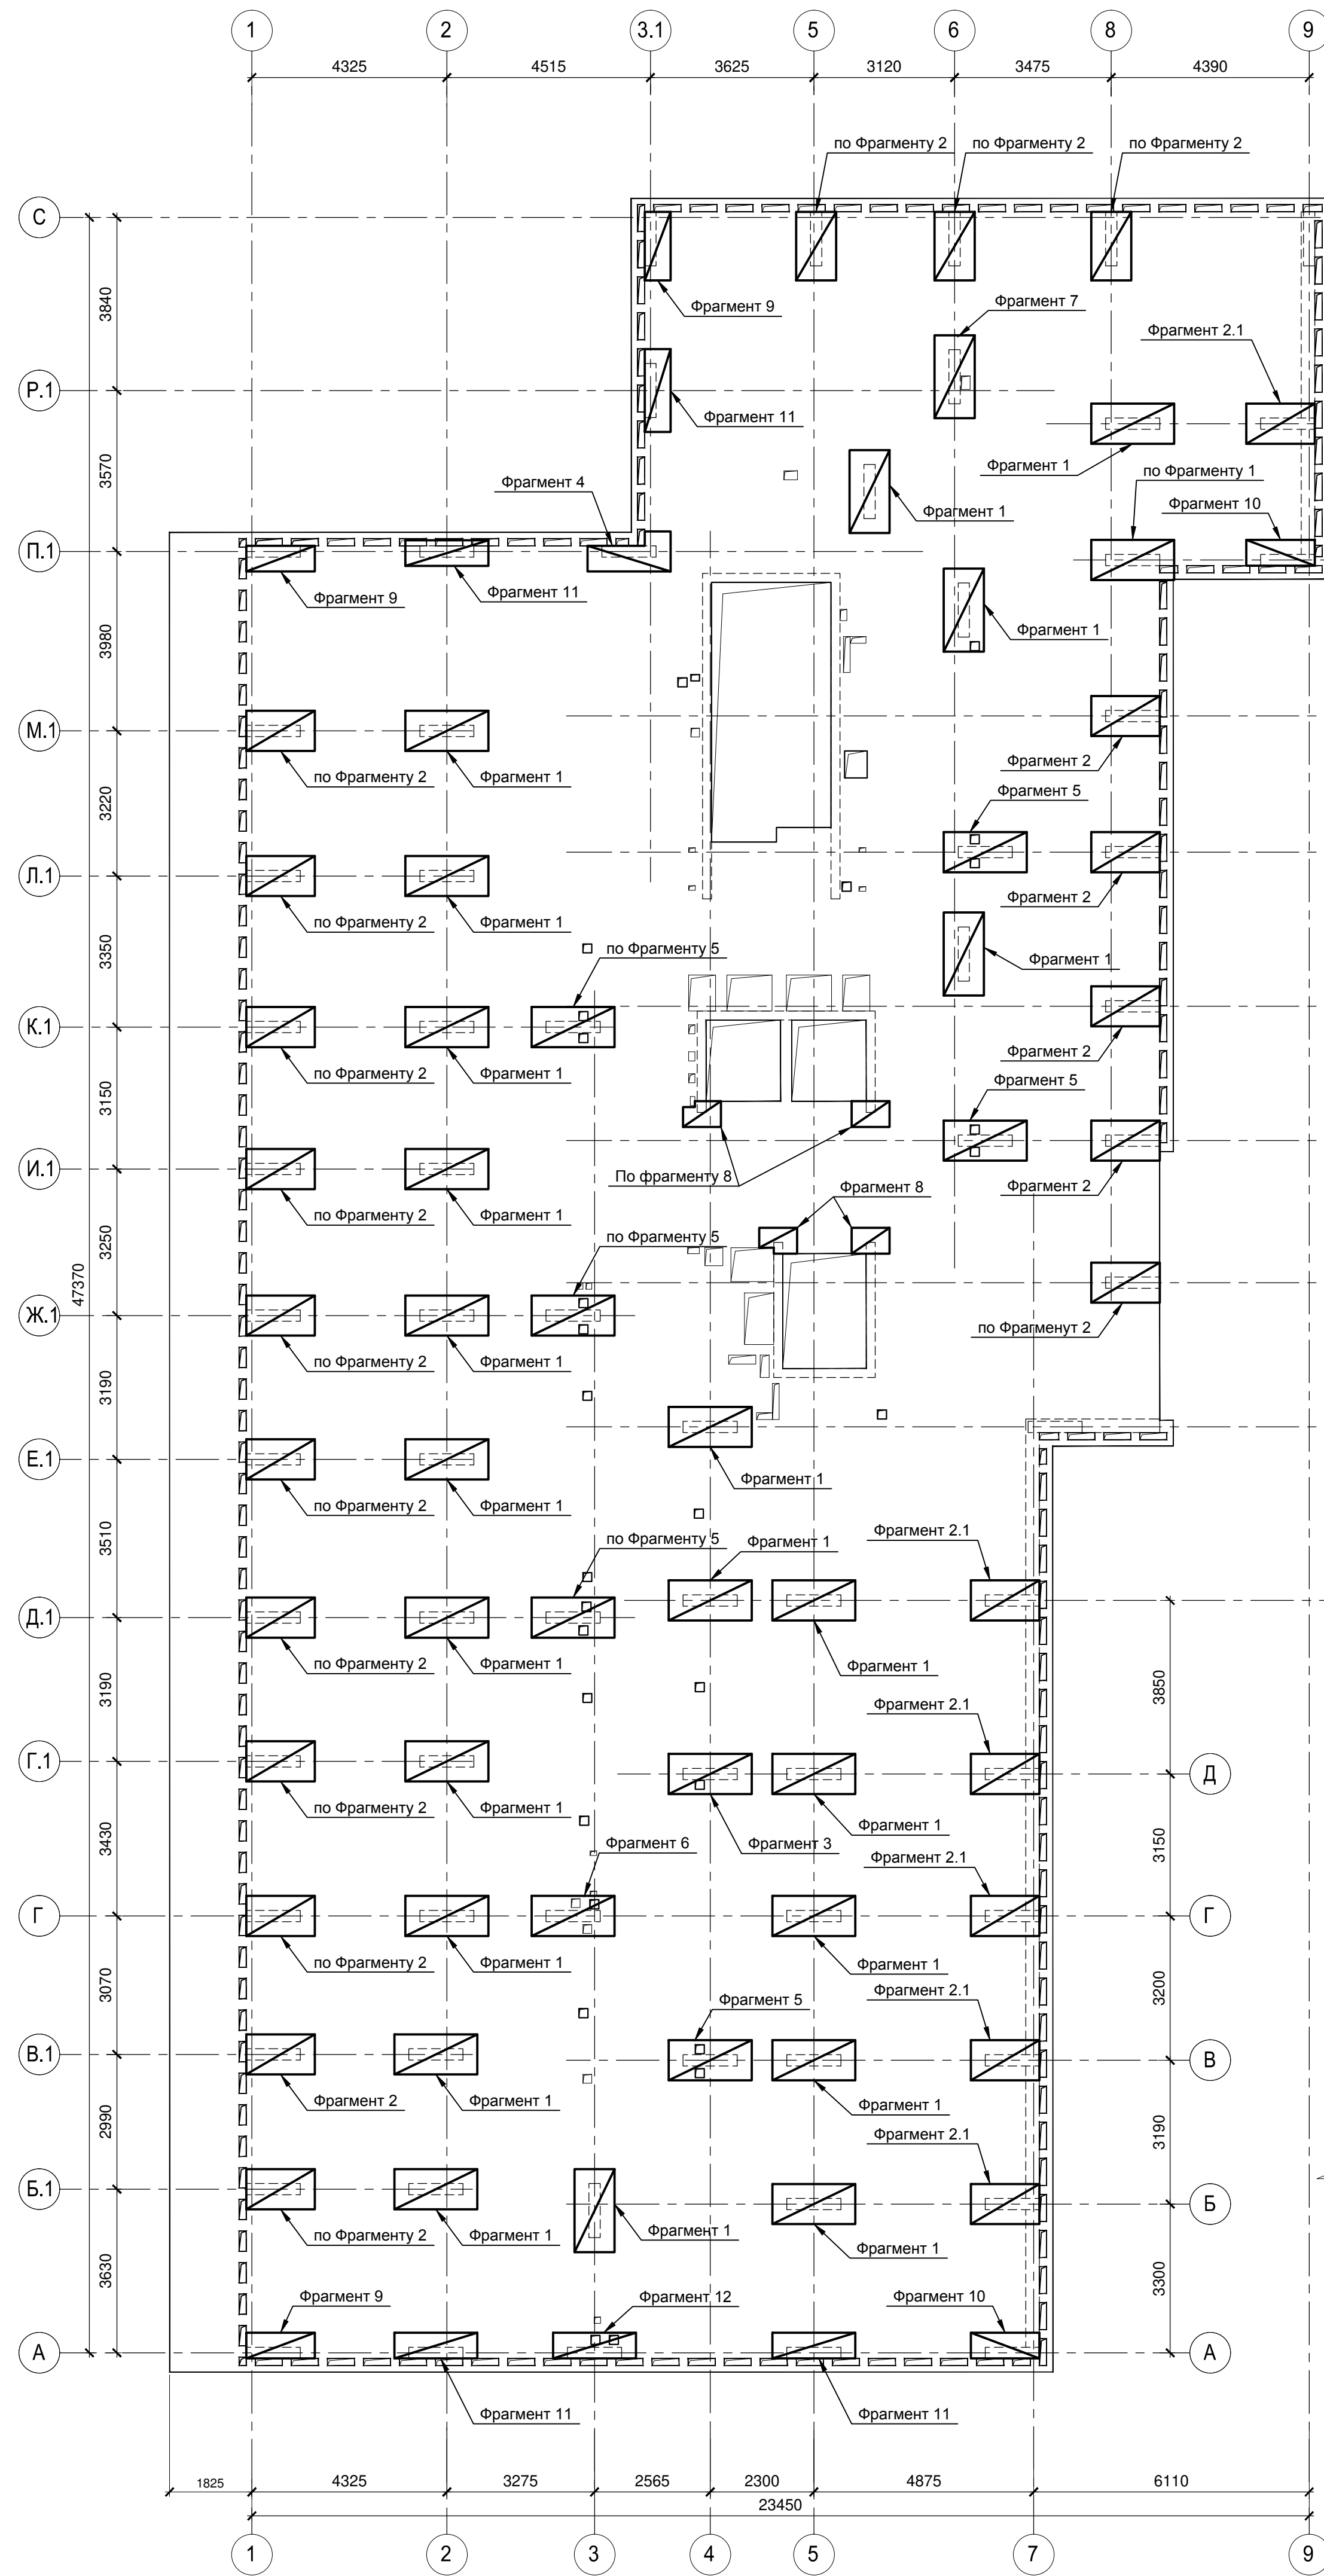 1 2 3.1 5 6 8 9
4325 4515 3625 3120 3475 4390
по Фрагменту 2 по Фрагменту 2 по Фрагменту 2
С
3840
Фрагмент 9 Фрагмент 7
Фрагмент 2.1
Р.1
Фрагмент 11
3570
Фрагмент 1 по Фрагменту 1
Фрагмент 4
Фрагмент 10
Фрагмент 1
П.1
Фрагмент 9 Фрагмент 11
3980
Фрагмент 1
М.1
Фрагмент 2
по Фрагменту 2 Фрагмент 1
3220
Фрагмент 5
Л.1
Фрагмент 2
по Фрагменту 2 Фрагмент 1
3350
по Фрагменту 5
Фрагмент 1
К.1
Фрагмент 2
по Фрагменту 2 Фрагмент 1
3150
Фрагмент 5
И.1
По фрагменту 8
Фрагмент 8
Фрагмент 2
по Фрагменту 2 Фрагмент 1
3250
по Фрагменту 5
47370
Ж.1
по Фрагменут 2
по Фрагменту 2 Фрагмент 1
3190
Е.1
Фрагмент 1
по Фрагменту 2 Фрагмент 1
3510
по Фрагменту 5 Фрагмент 1 Фрагмент 2.1
Д.1
по Фрагменту 2 Фрагмент 1 Фрагмент 1
3190
3850
Фрагмент 2.1
Г.1
Д
по Фрагменту 2 Фрагмент 1
Фрагмент 1
3430
Фрагмент 6 Фрагмент 3
3150
Фрагмент 2.1
Г
Г
по Фрагменту 2 Фрагмент 1 Фрагмент 1
3070
Фрагмент 5 Фрагмент 2.1
3200
В.1
В
Фрагмент 2 Фрагмент 1 Фрагмент 1
2990
Фрагмент 2.1
3190
Б.1
Б
по Фрагменту 2 Фрагмент 1 Фрагмент 1 Фрагмент 1
3630
3300
Фрагмент 9 Фрагмент 12 Фрагмент 10
А
А
Фрагмент 11 Фрагмент 11
1825 4325 3275 2565 2300 4875 6110
23450
1 2 3 4 5 7 9